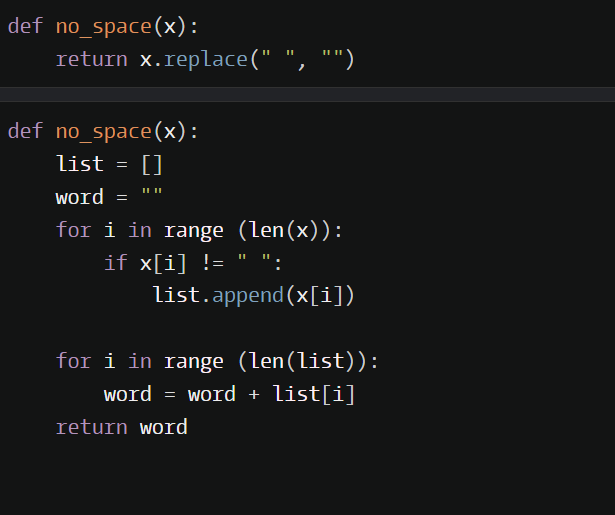 def no_space(x):
    return x.replace(" ", "")
def no_space(x):
    list = []
    word = ""
    for i in range (len(x)):
        if x[i] != " ":
            list.append(x[i])
    for i in range (len(list)):
        word = word + list[i]
    return word